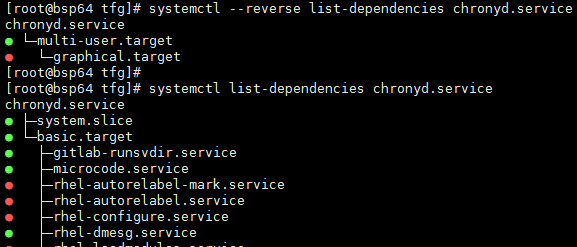 [root@bsp64 tfg]# systemctl --reverse list-dependencies chronyd.service
chronyd.service
● └─multi-user.target
●   └─graphical.target
[root@bsp64 tfg]#
[root@bsp64 tfg]# systemctl list-dependencies chronyd.service
chronyd.service
● ├─system.slice
● └─basic.target
●   ├─gitlab-runsvdir.service
●   ├─microcode.service
●   ├─rhel-autorelabel-mark.service
●   ├─rhel-autorelabel.service
●   ├─rhel-configure.service
●   ├─rhel-dmesg.service